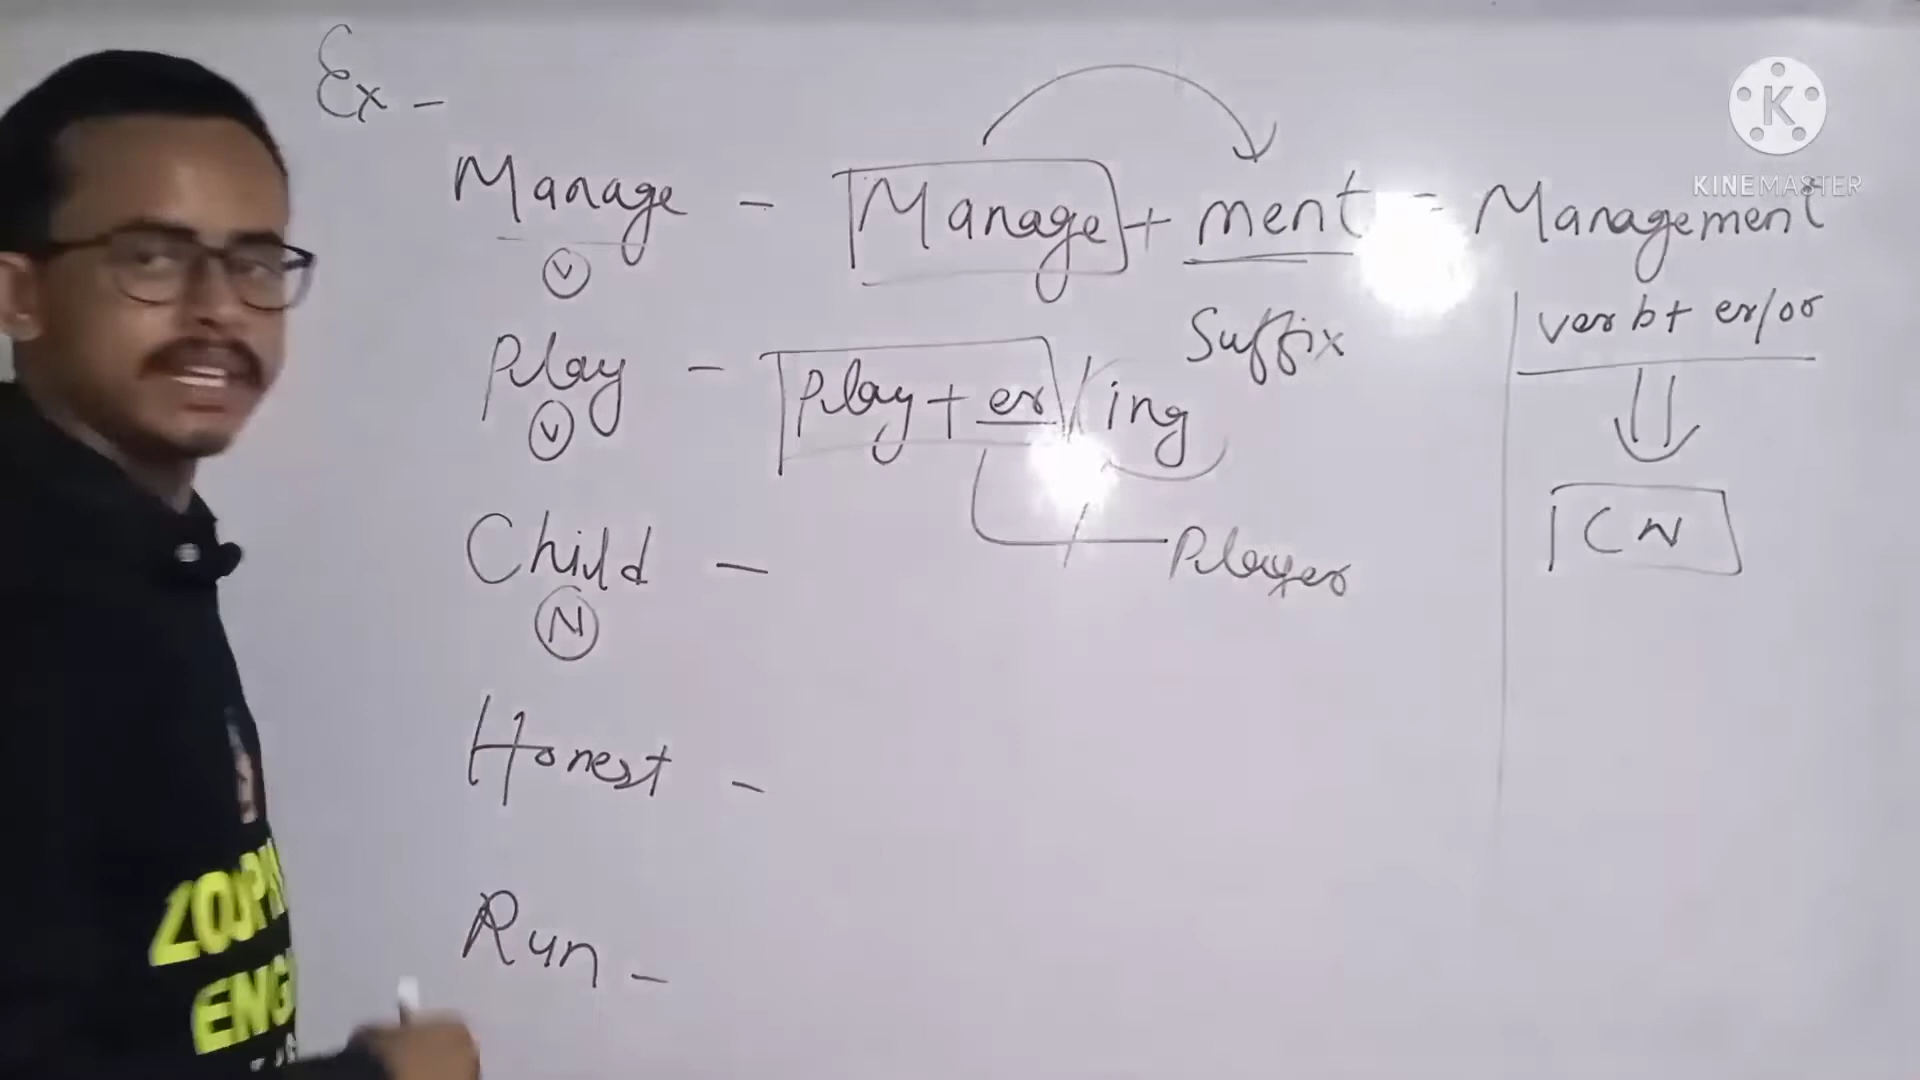 Ex -
Manage - Manage + ment = Management
V
Suffix
verb + er/or
Play - Play + er / ing
V
Player
CN
Child -
N
Honest -
Run -
KINEMASTER
ENG